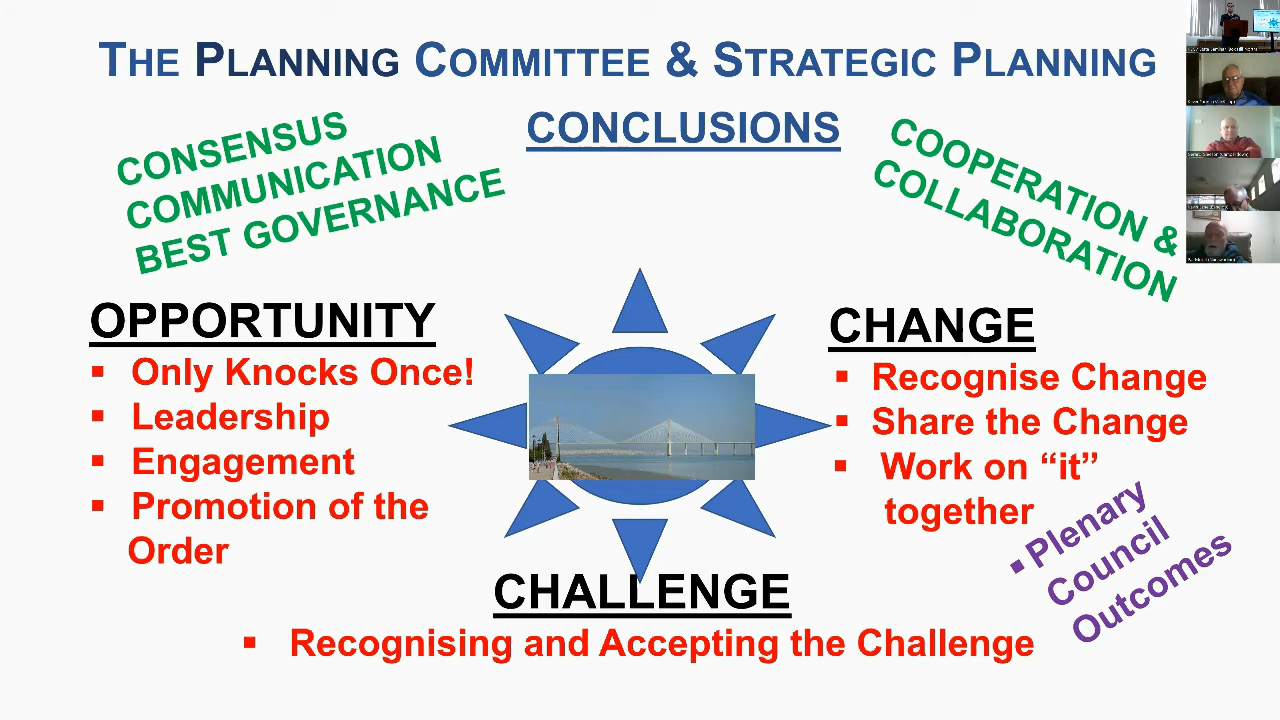 THE PLANNING COMMITTEE & STRATEGIC PLANNING
CONCLUSIONS
CONSENSUS
COMMUNICATION
BEST GOVERNANCE
COOPERATION &
COLLABORATION
OPPORTUNITY
▪ Only Knocks Once!
▪ Leadership
▪ Engagement
▪ Promotion of the
Order
CHANGE
▪ Recognise Change
▪ Share the Change
▪ Work on “it”
together
▪ Plenary
Council
Outcomes
CHALLENGE
▪ Recognising and Accepting the Challenge